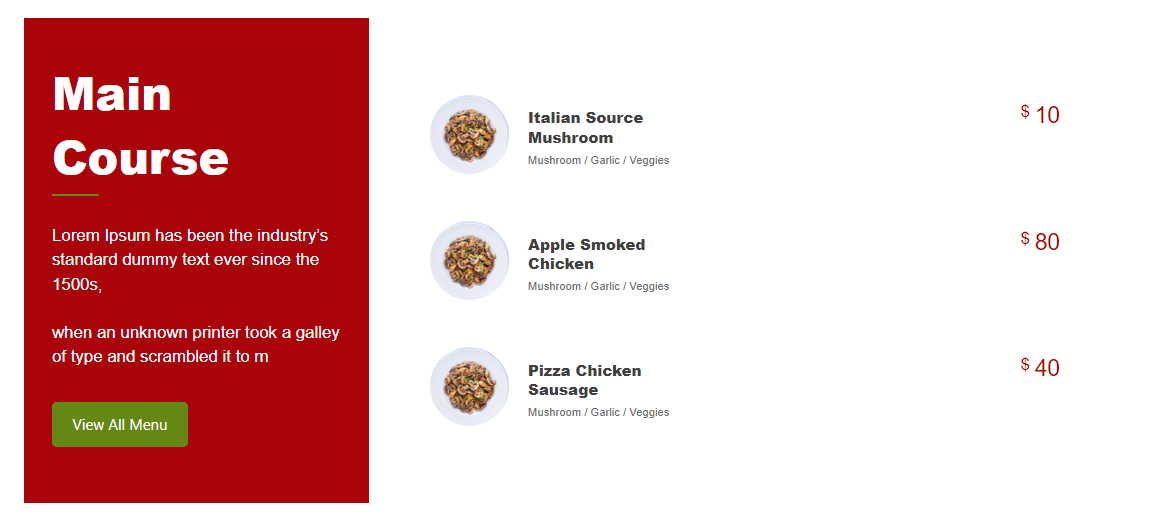 Main
Course
Lorem Ipsum has been the industry’s
standard dummy text ever since the
1500s,
when an unknown printer took a galley
of type and scrambled it to m
View All Menu
Italian Source
Mushroom
Mushroom / Garlic / Veggies
$ 10
Apple Smoked
Chicken
Mushroom / Garlic / Veggies
$ 80
Pizza Chicken
Sausage
Mushroom / Garlic / Veggies
$ 40